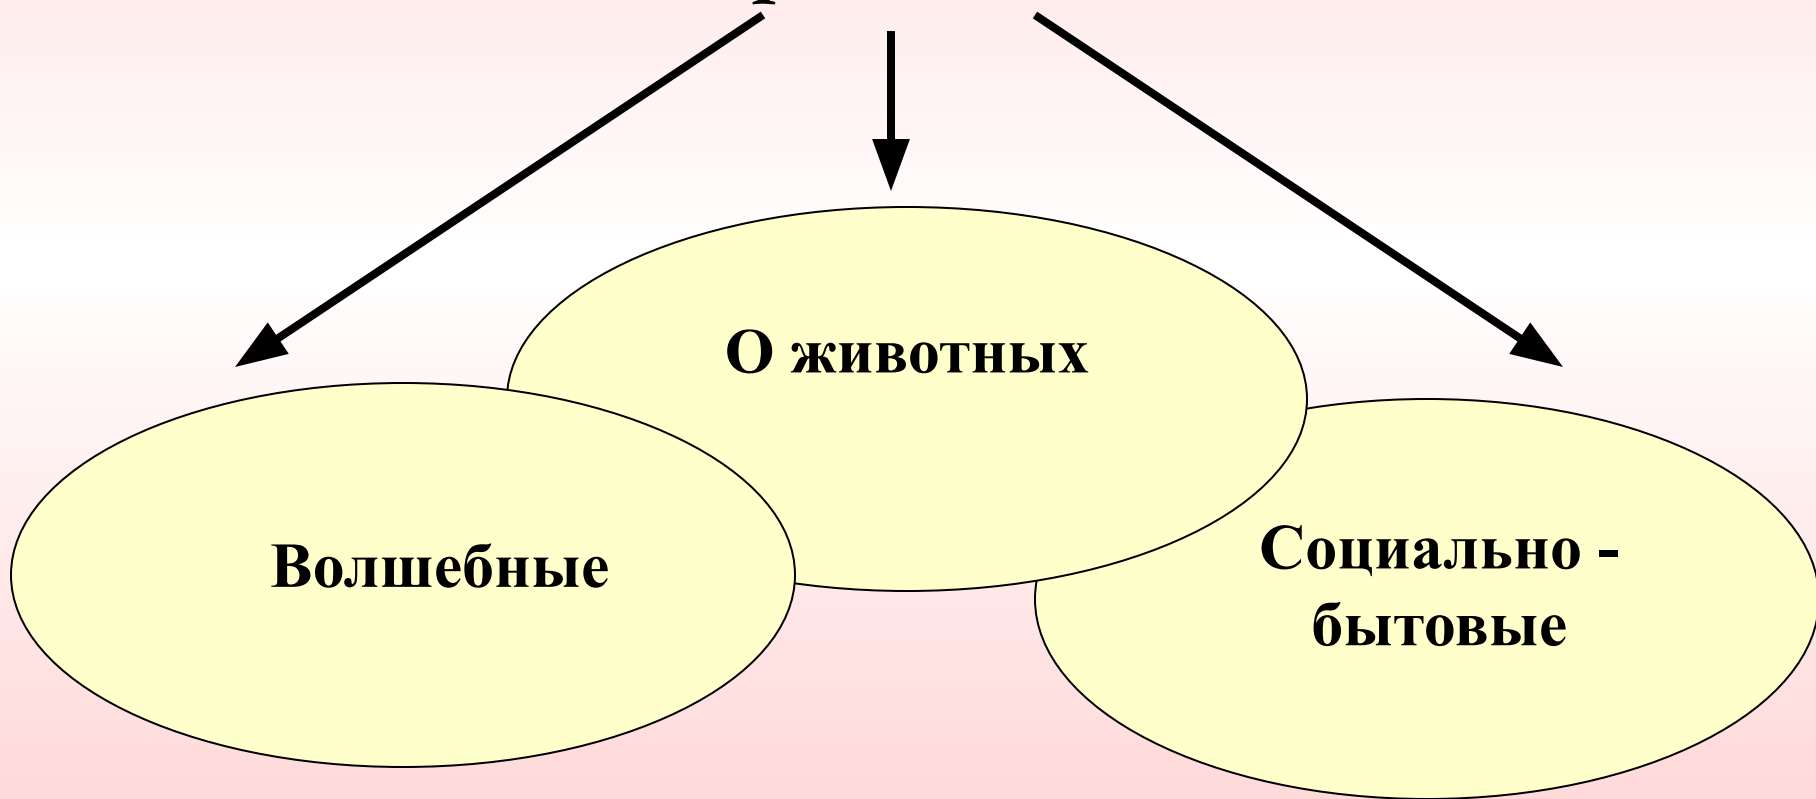 О животных
Волшебные
Социально -
бытовые